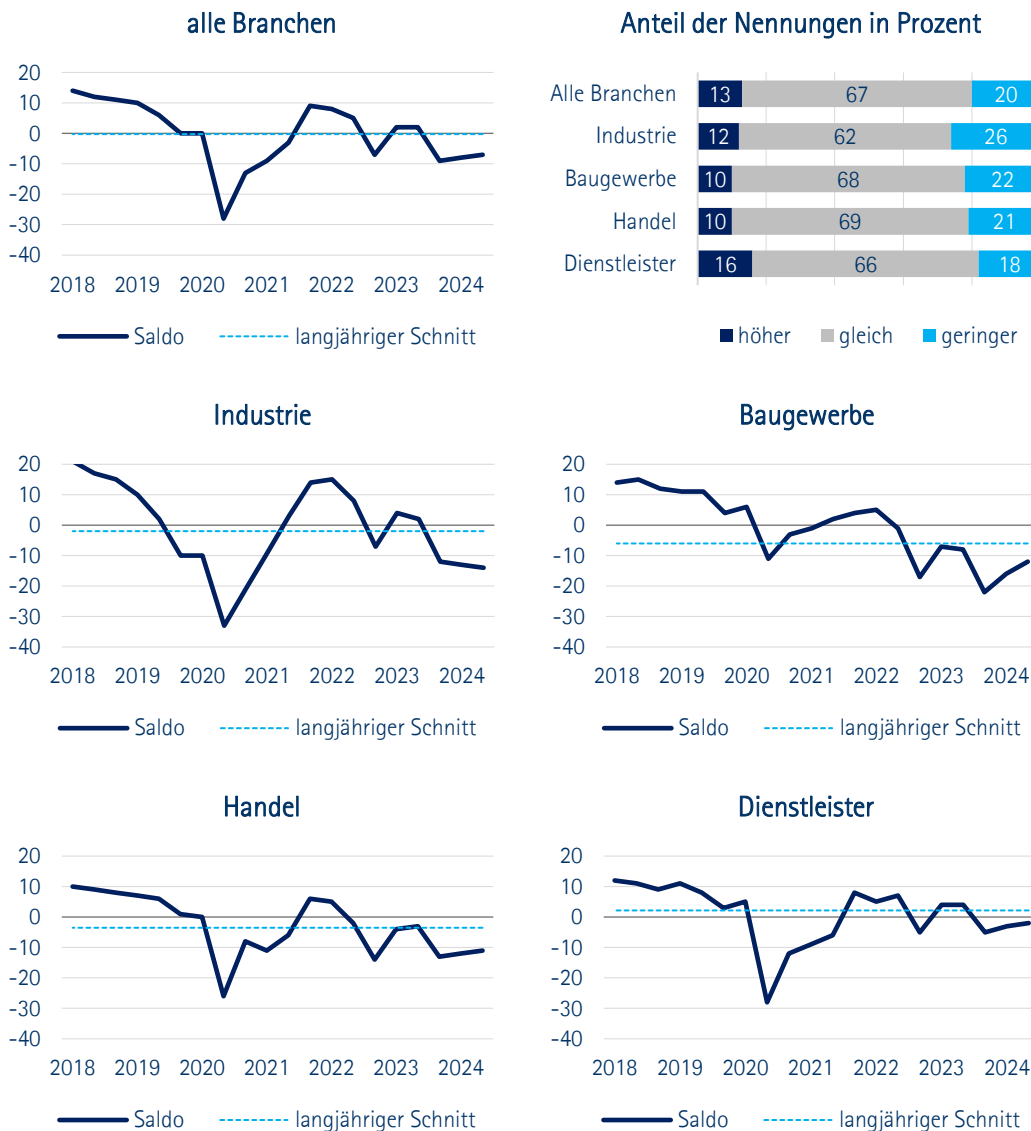 alle Branchen
20
10
0
-10
-20
-30
-40
2018 2019 2020 2021 2022 2023 2024
Saldo langjähriger Schnitt
Anteil der Nennungen in Prozent
Alle Branchen 13 67 20
Industrie 12 62 26
Baugewerbe 10 68 22
Handel 10 69 21
Dienstleister 16 66 18
höher gleich geringer
Industrie
20
10
0
-10
-20
-30
-40
2018 2019 2020 2021 2022 2023 2024
Saldo langjähriger Schnitt
Baugewerbe
20
10
0
-10
-20
-30
-40
2018 2019 2020 2021 2022 2023 2024
Saldo langjähriger Schnitt
Handel
20
10
0
-10
-20
-30
-40
2018 2019 2020 2021 2022 2023 2024
Saldo langjähriger Schnitt
Dienstleister
20
10
0
-10
-20
-30
-40
2018 2019 2020 2021 2022 2023 2024
Saldo langjähriger Schnitt